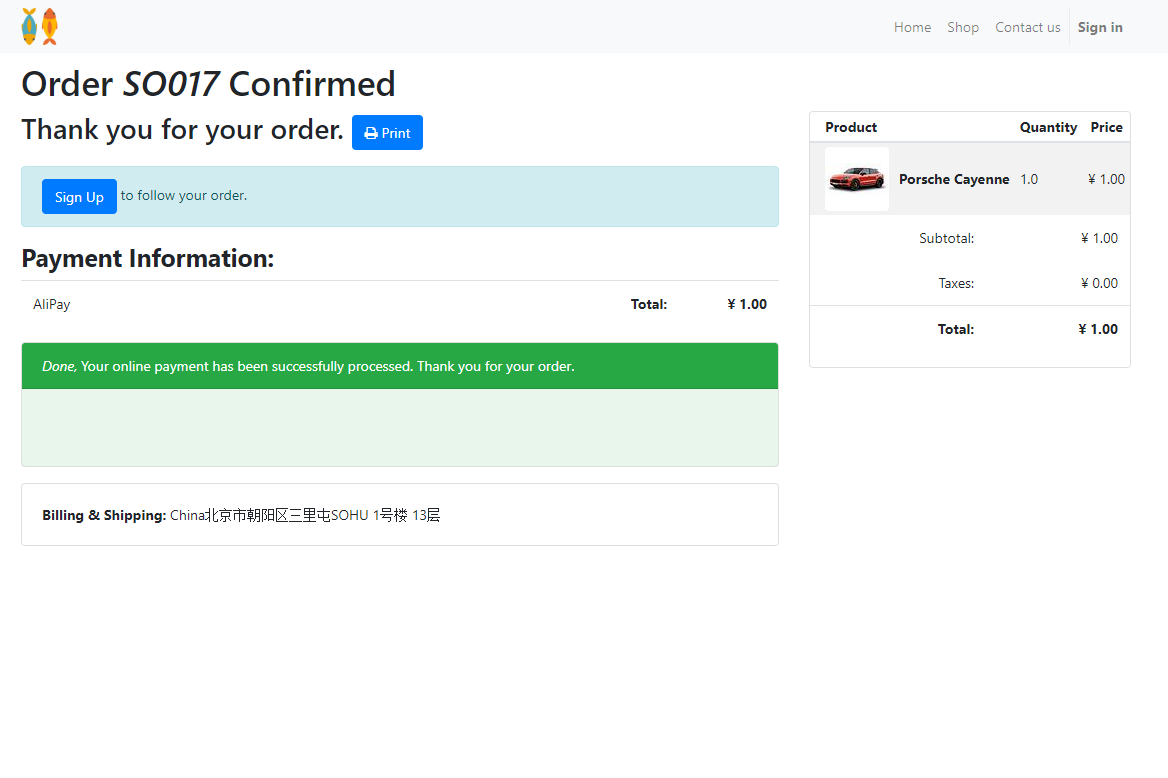 Home Shop Contact us Sign in
Order SO017 Confirmed
Thank you for your order. Print
Sign Up to follow your order.
Payment Information:
AliPay Total: ¥ 1.00
Done, Your online payment has been successfully processed. Thank you for your order.
Billing & Shipping: China北京市朝阳区三里屯SOHU 1号楼 13层
Product Quantity Price
Porsche Cayenne 1.0 ¥ 1.00
Subtotal: ¥ 1.00
Taxes: ¥ 0.00
Total: ¥ 1.00